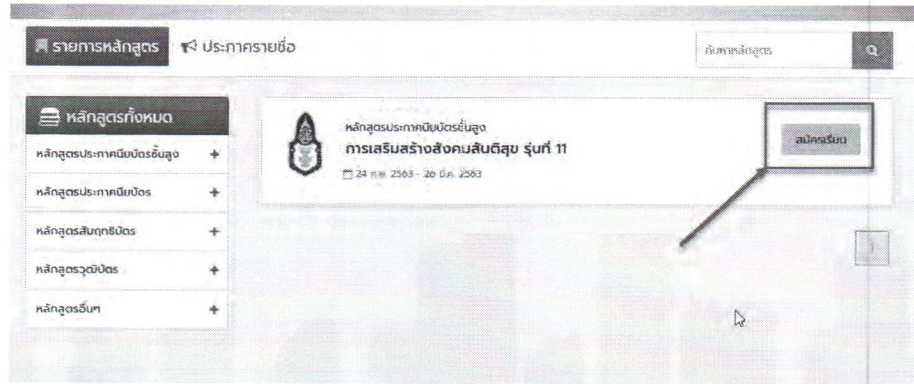 รายการหลักสูตร
ประกาศรายชื่อ
ค้นหาหลักสูตร
หลักสูตรทั้งหมด
หลักสูตรประกาศนียบัตรชั้นสูง +
หลักสูตรประกาศนียบัตร +
หลักสูตรสัมฤทธิบัตร +
หลักสูตรวุฒิบัตร +
หลักสูตรอื่นๆ +
หลักสูตรประกาศนียบัตรชั้นสูง
การเสริมสร้างสังคมสันติสุข รุ่นที่ 11
24 ก.พ. 2563 - 26 มี.ค. 2563
สมัครเรียน